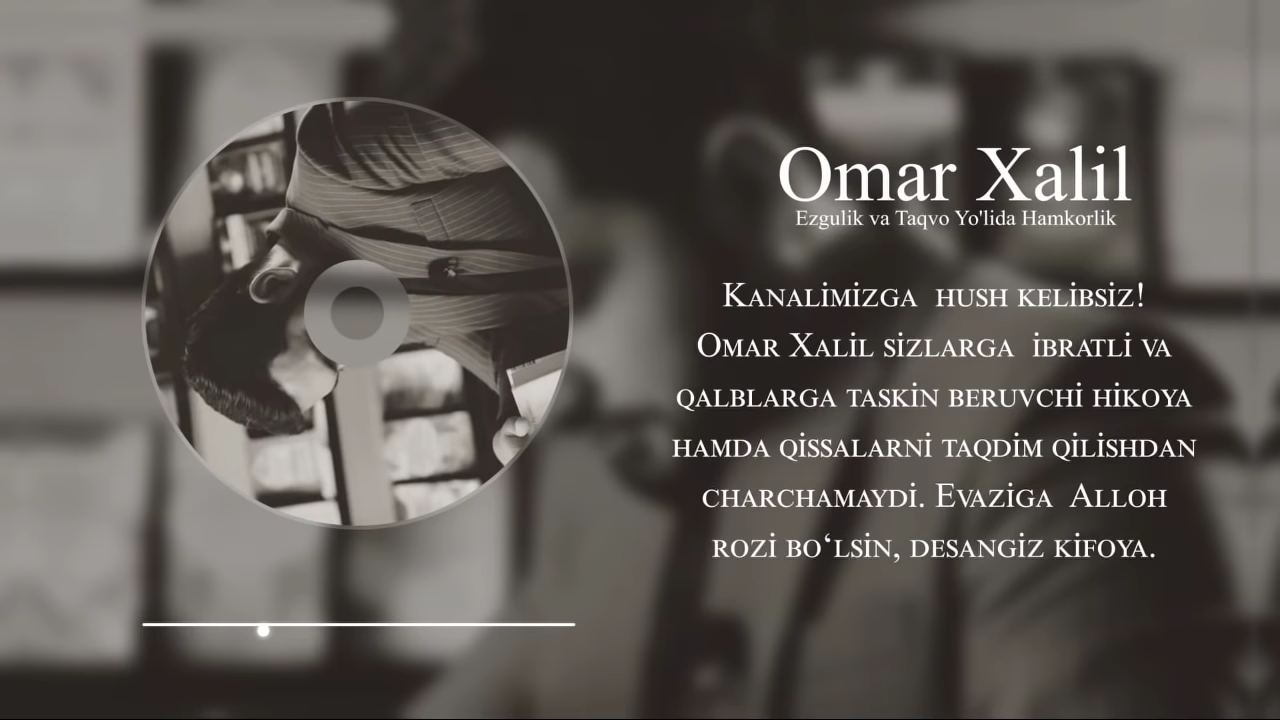 Omar Xalil
Ezgulik va Taqvo Yo'lida Hamkorlik
Kanalimizga hush kelibsiz!
Omar Xalil sizlarga ibratli va
qalblarga taskin beruvchi hikoya
hamda qissalarni taqdim qilishdan
charchamaydi. Evaziga Alloh
rozi bo‘lsin, desangiz kifoya.